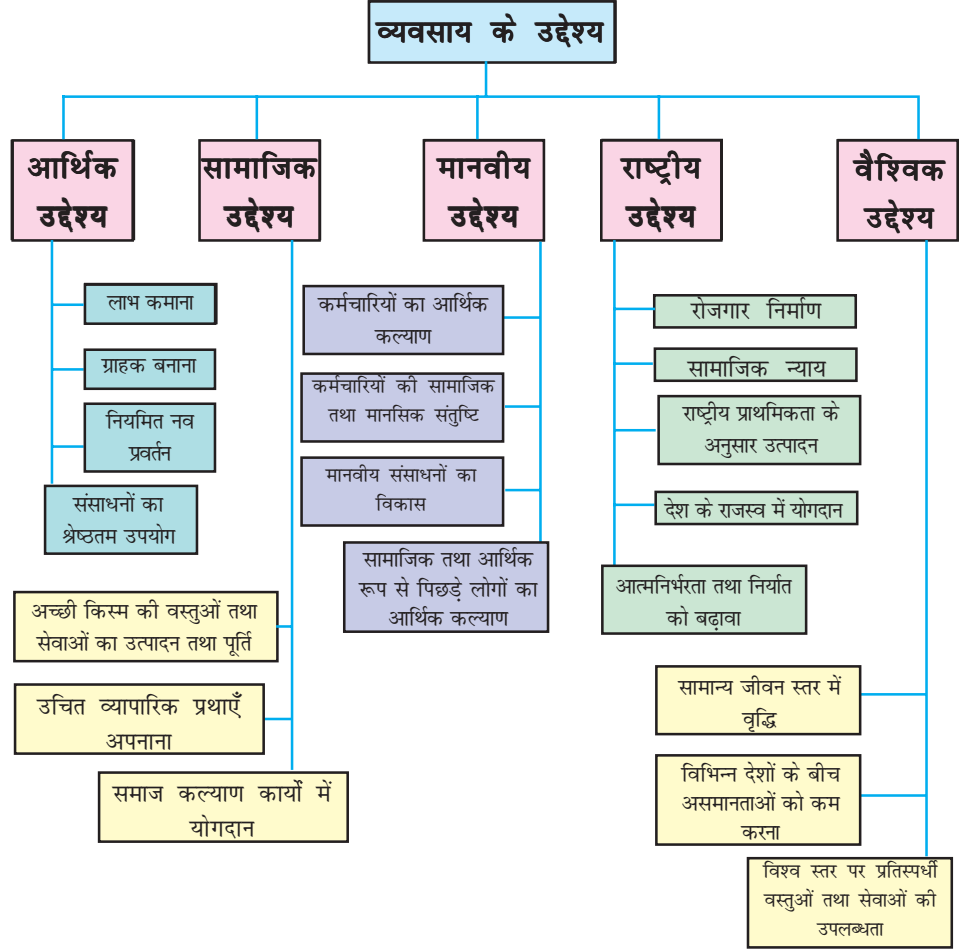 व्यवसाय के उद्देश्य
आर्थिक
उद्देश्य
लाभ कमाना
ग्राहक बनाना
नियमित नव
प्रवर्तन
संसाधनों का
श्रेष्ठतम उपयोग
सामाजिक
उद्देश्य
अच्छी किस्म की वस्तुओं तथा
सेवाओं का उत्पादन तथा पूर्ति
उचित व्यापारिक प्रथाएँ
अपनाना
समाज कल्याण कार्यों में
योगदान
मानवीय
उद्देश्य
कर्मचारियों का आर्थिक
कल्याण
कर्मचारियों की सामाजिक
तथा मानसिक संतुष्टि
मानवीय संसाधनों का
विकास
सामाजिक तथा आर्थिक
रूप से पिछड़े लोगों का
आर्थिक कल्याण
राष्ट्रीय
उद्देश्य
रोजगार निर्माण
सामाजिक न्याय
राष्ट्रीय प्राथमिकता के
अनुसार उत्पादन
देश के राजस्व में योगदान
आत्मनिर्भरता तथा निर्यात
को बढ़ावा
वैश्विक
उद्देश्य
सामान्य जीवन स्तर में
वृद्धि
विभिन्न देशों के बीच
असमानताओं को कम
करना
विश्व स्तर पर प्रतिस्पर्धी
वस्तुओं तथा सेवाओं की
उपलब्धता